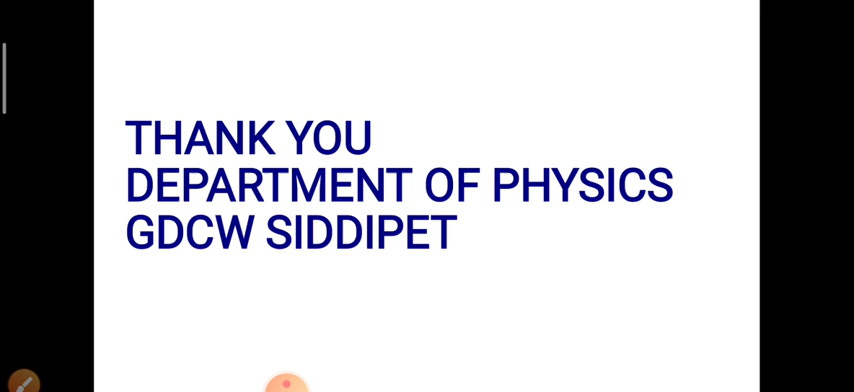 THANK YOU
DEPARTMENT OF PHYSICS
GDCW SIDDIPET